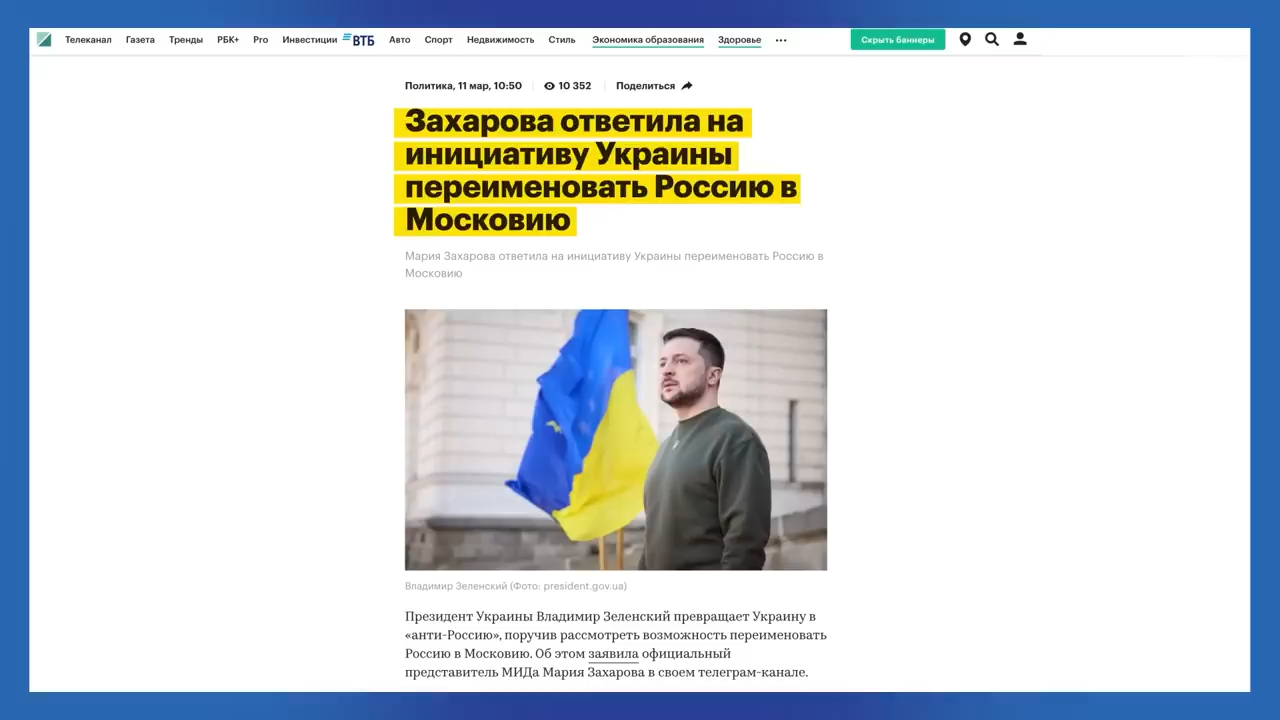 Телеканал Газета Тренды РБК+ Pro Инвестиции ВТБ Авто Спорт Недвижимость Стиль Экономика образования Здоровье ... Скрыть баннеры
Политика, 11 мар, 10:50 10 352 Поделиться
Захарова ответила на
инициативу Украины
переименовать Россию в
Московию
Мария Захарова ответила на инициативу Украины переименовать Россию в
Московию
Владимир Зеленский (Фото: president.gov.ua)
Президент Украины Владимир Зеленский превращает Украину в
«анти-Россию», поручив рассмотреть возможность переименовать
Россию в Московию. Об этом заявила официальный
представитель МИДа Мария Захарова в своем телеграм-канале.